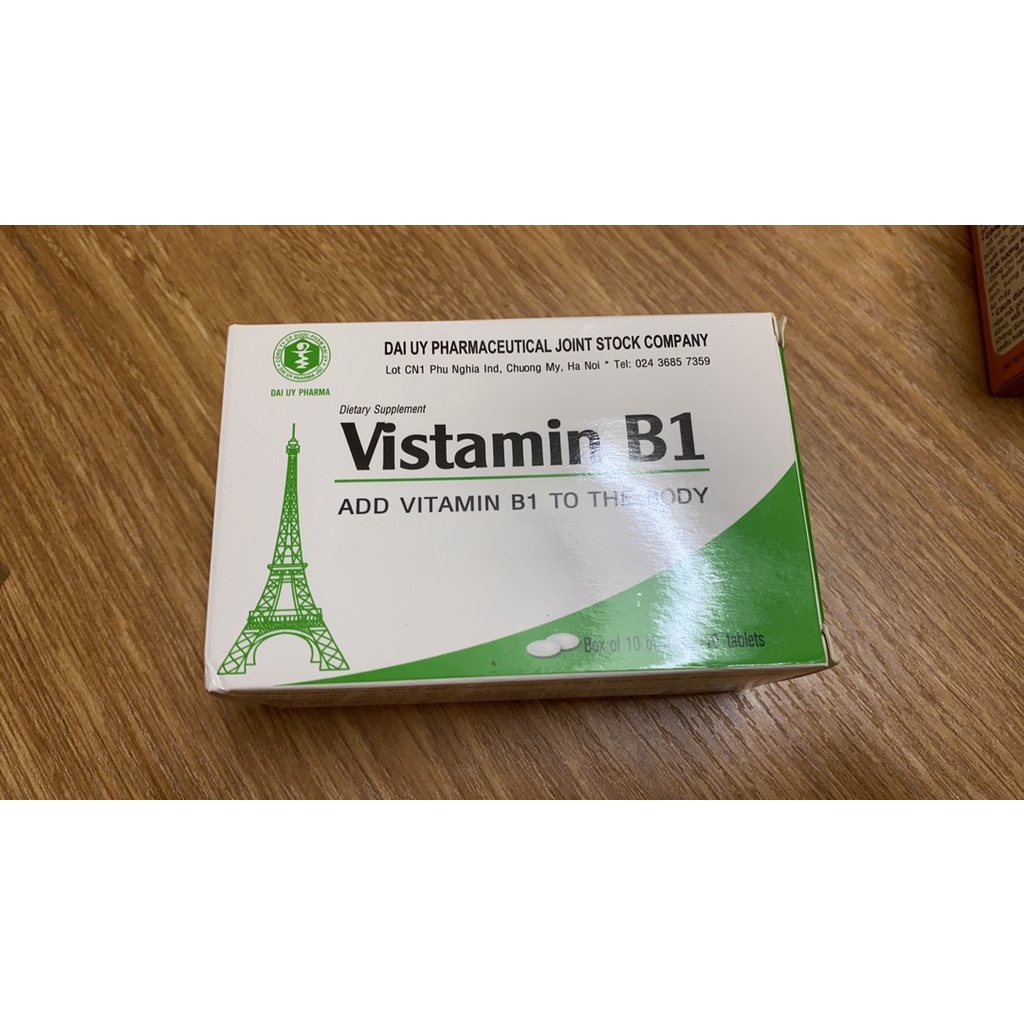 DAI UY PHARMACEUTICAL JOINT STOCK COMPANY
Lot CN1 Phu Nghia Ind, Chuong My, Ha Noi * Tel: 024 3685 7359
DAI UY PHARMA
Dietary Supplement
Vistamin B1
ADD VITAMIN B1 TO THE BODY
Box of 10 tablets